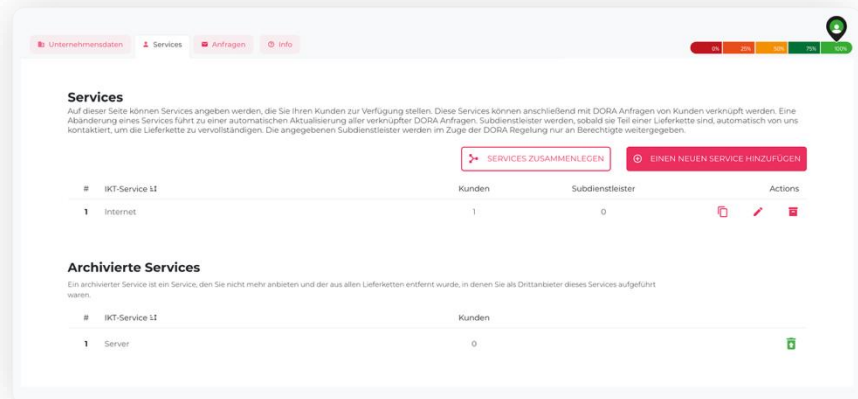 Unternehmensdaten Services Anfragen Info
0% 25% 50% 75% 100%
Services
Auf dieser Seite können Services angeben werden, die Sie Ihren Kunden zur Verfügung stellen. Diese Services können anschließend mit DORA Anfragen von Kunden verknüpft werden. Eine
Abänderung eines Services führt zu einer automatischen Aktualisierung aller verknüpfter DORA Anfragen. Subdienstleister werden, sobald sie Teil einer Lieferkette sind, automatisch von uns
kontaktiert, um die Lieferkette zu vervollständigen. Die angegebenen Subdienstleister werden im Zuge der DORA Regelung nur an Berechtigte weitergegeben.
SERVICES ZUSAMMENLEGEN EINEN NEUEN SERVICE HINZUFÜGEN
# IKT-Service Kunden Subdienstleister Actions
1 Internet 1 0
Archivierte Services
Ein archivierter Service ist ein Service, den Sie nicht mehr anbieten und der aus allen Lieferketten entfernt wurde, in denen Sie als Drittanbieter dieses Services aufgeführt
waren.
# IKT-Service Kunden
1 Server 0